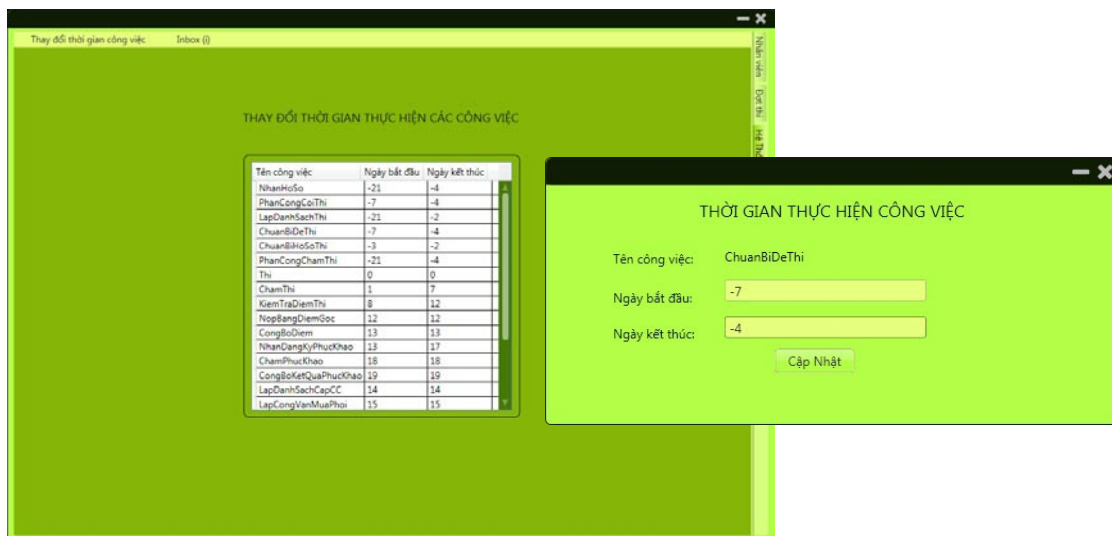 Thay đổi thời gian công việc Inbox (i)
Nhân viên Đợt thi
THAY ĐỔI THỜI GIAN THỰC HIỆN CÁC CÔNG VIỆC
Tên công việc Ngày bắt đầu Ngày kết thúc
NhanHoSo -21 -4
PhanCongCoiThi -7 -4
LapDanhSachThi -21 -2
ChuanBiDeThi -7 -4
ChuanBiHoSoThi -3 -2
PhanCongChamThi -21 -4
Thi 0 0
ChamThi 1 7
KiemTraDiemThi 8 12
NopBangDiemGoc 12 12
CongBoDiem 13 13
NhanDangKyPhucKhao 13 17
ChamPhucKhao 18 18
CongBoKetQuaPhucKhao 19 19
LapDanhSachCapCC 14 14
LapCongVanMuaPhoi 15 15
THỜI GIAN THỰC HIỆN CÔNG VIỆC
Tên công việc: ChuanBiDeThi
Ngày bắt đầu: -7
Ngày kết thúc: -4
Cập Nhật